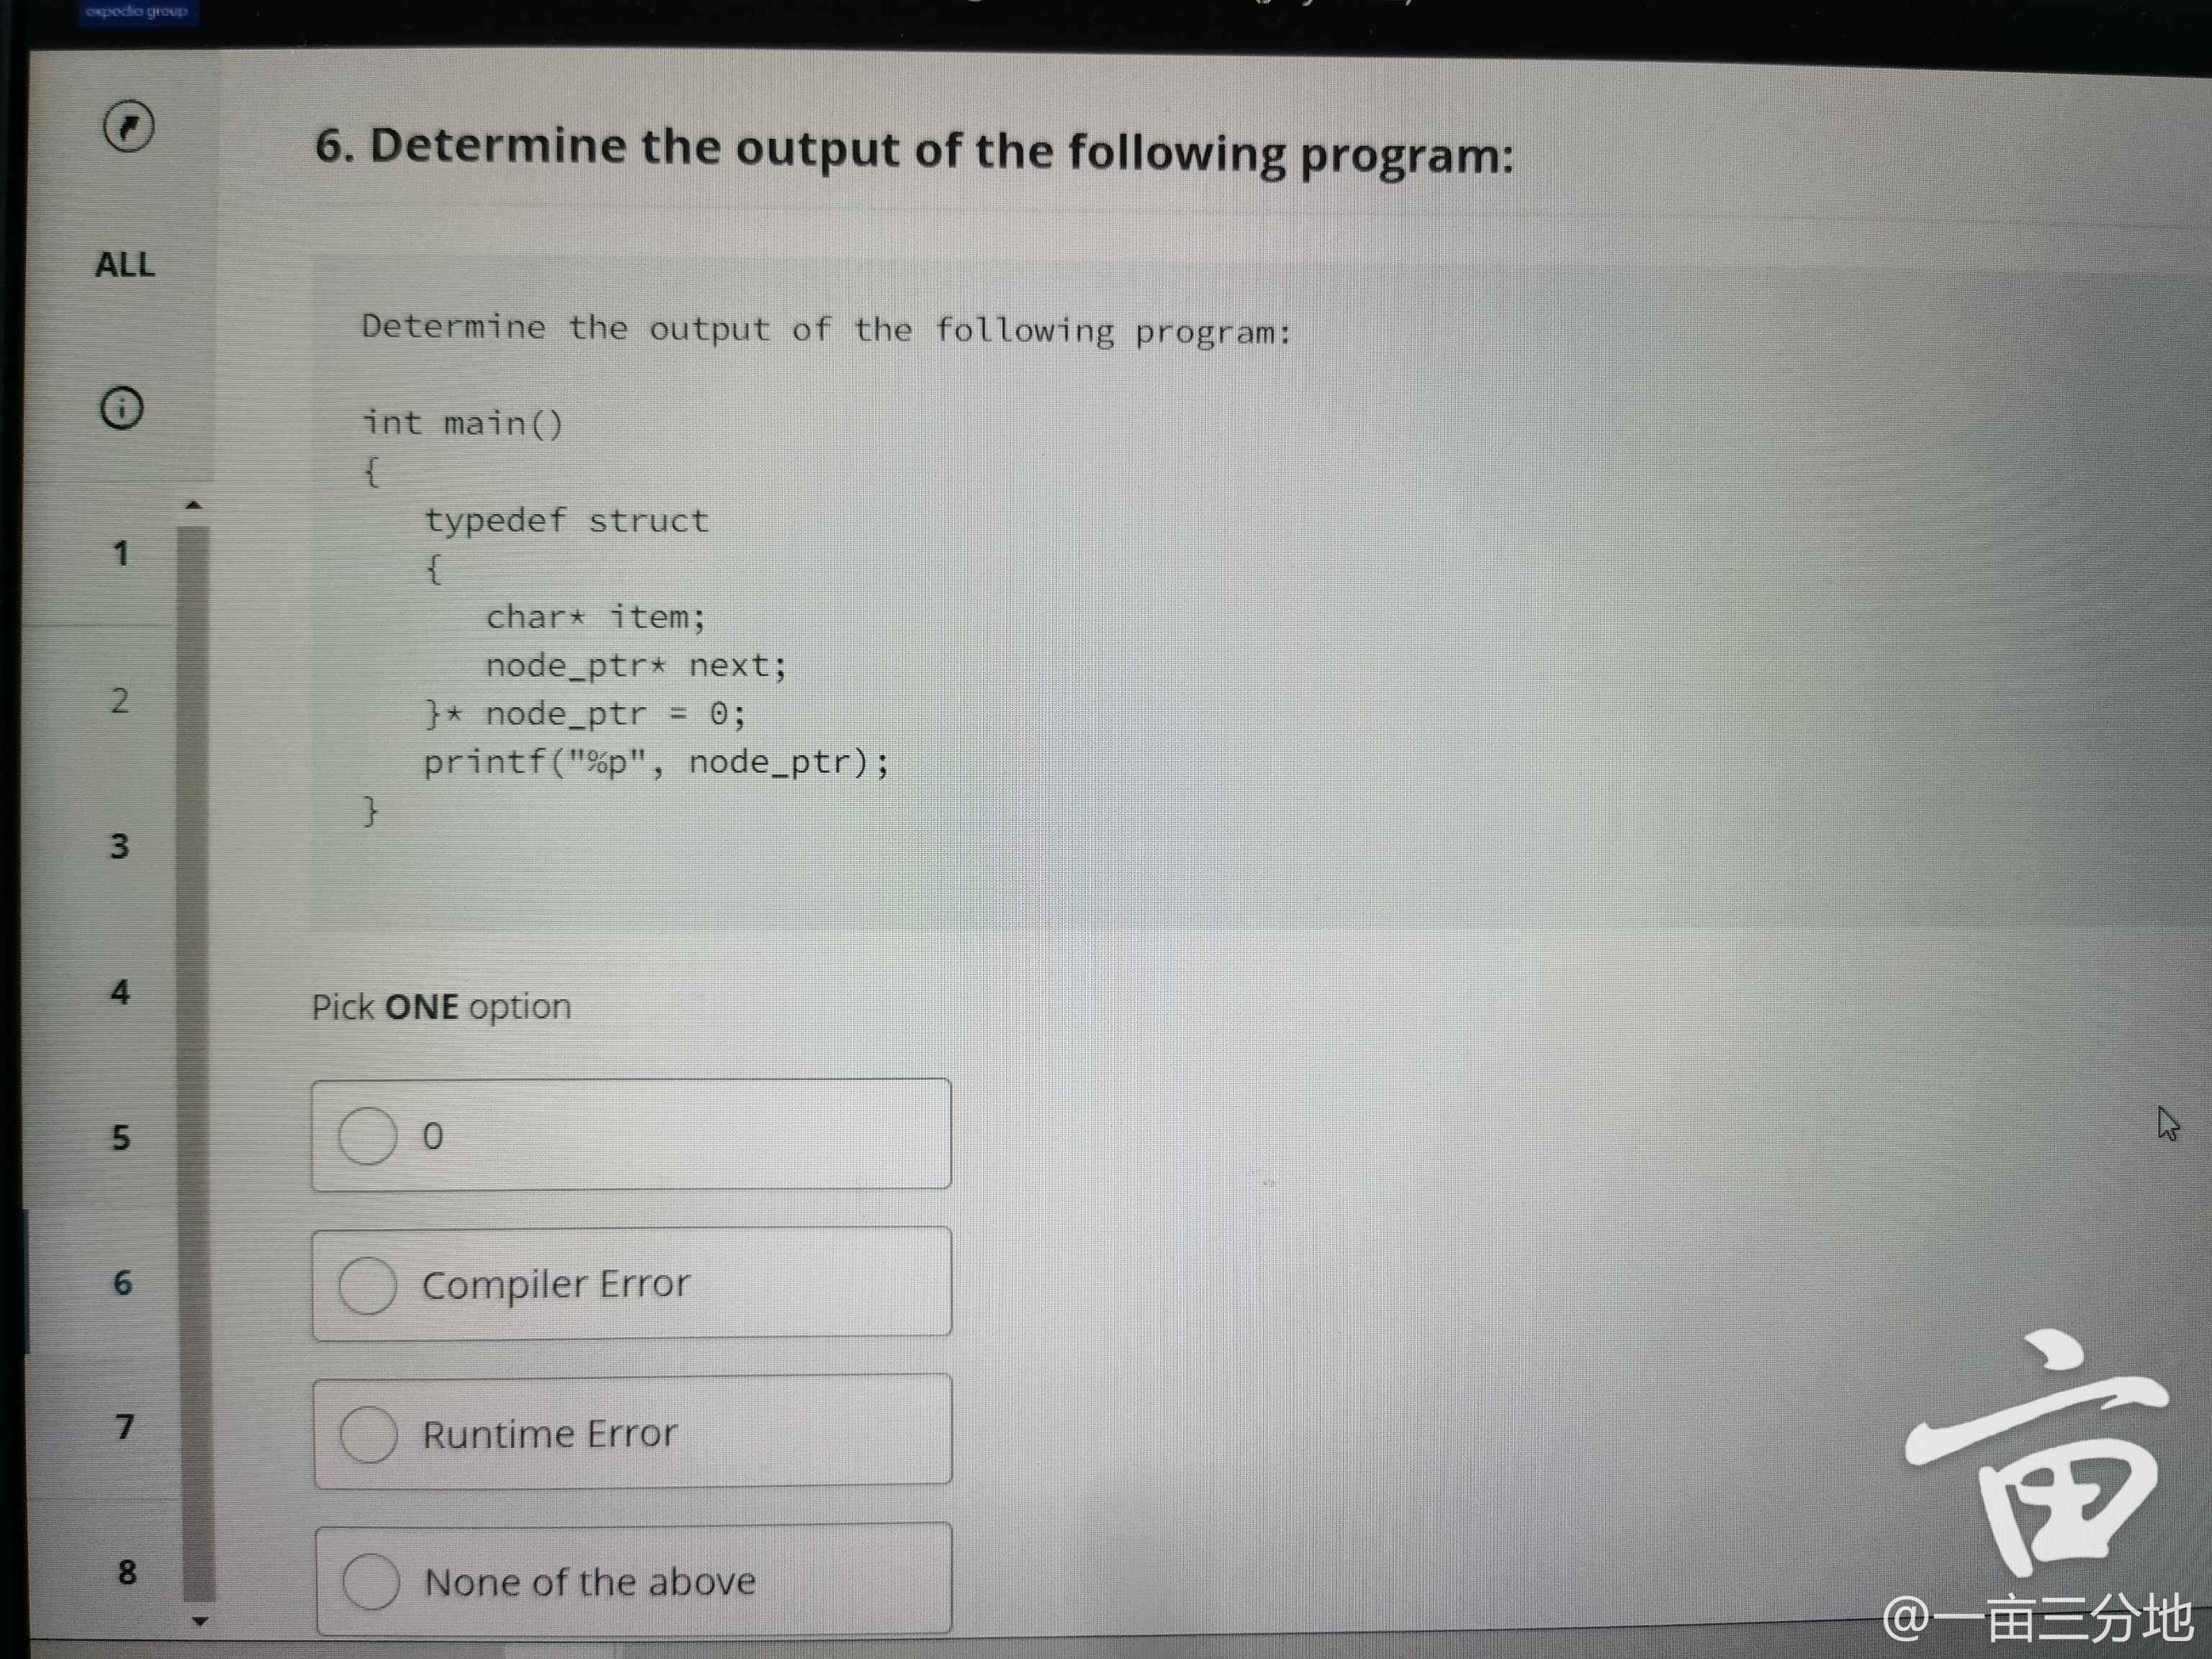 expedia group
6. Determine the output of the following program:
ALL
Determine the output of the following program:
int main()
{
typedef struct
{
char* item;
node_ptr* next;
}* node_ptr = 0;
printf("%p", node_ptr);
}
1
2
3
4
5
6
7
8
Pick ONE option
0
Compiler Error
Runtime Error
None of the above
亩
@一亩三分地